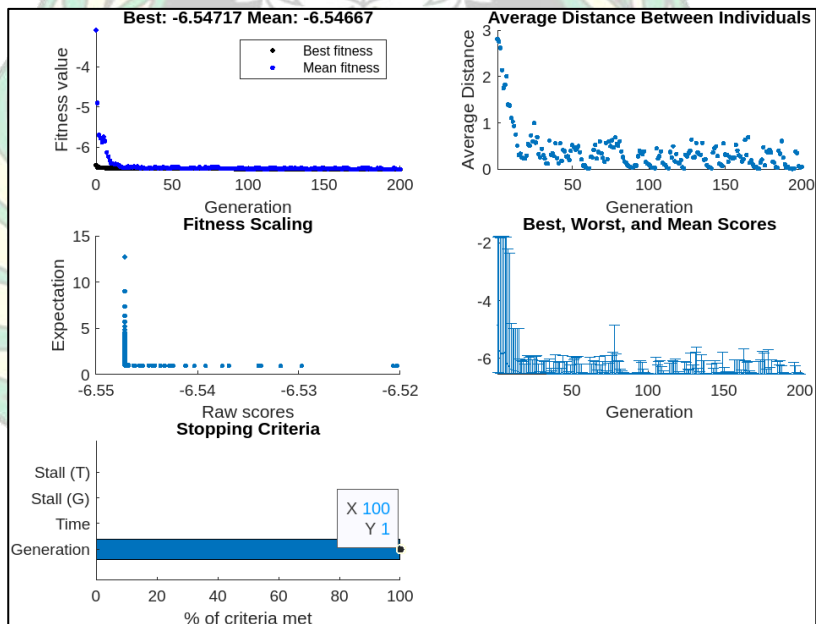 Best: -6.54717 Mean: -6.54667
Fitness value
-4
-5
-6
Best fitness
Mean fitness
0 50 100 150 200
Generation
Average Distance Between Individuals
Average Distance
3
2
1
0
50 100 150 200
Generation
Fitness Scaling
Expectation
15
10
5
0
-6.55 -6.54 -6.53 -6.52
Raw scores
Best, Worst, and Mean Scores
-2
-4
-6
50 100 150 200
Generation
Stopping Criteria
Stall (T)
Stall (G)
Time
Generation
X 100
Y 1
0 20 40 60 80 100
% of criteria met